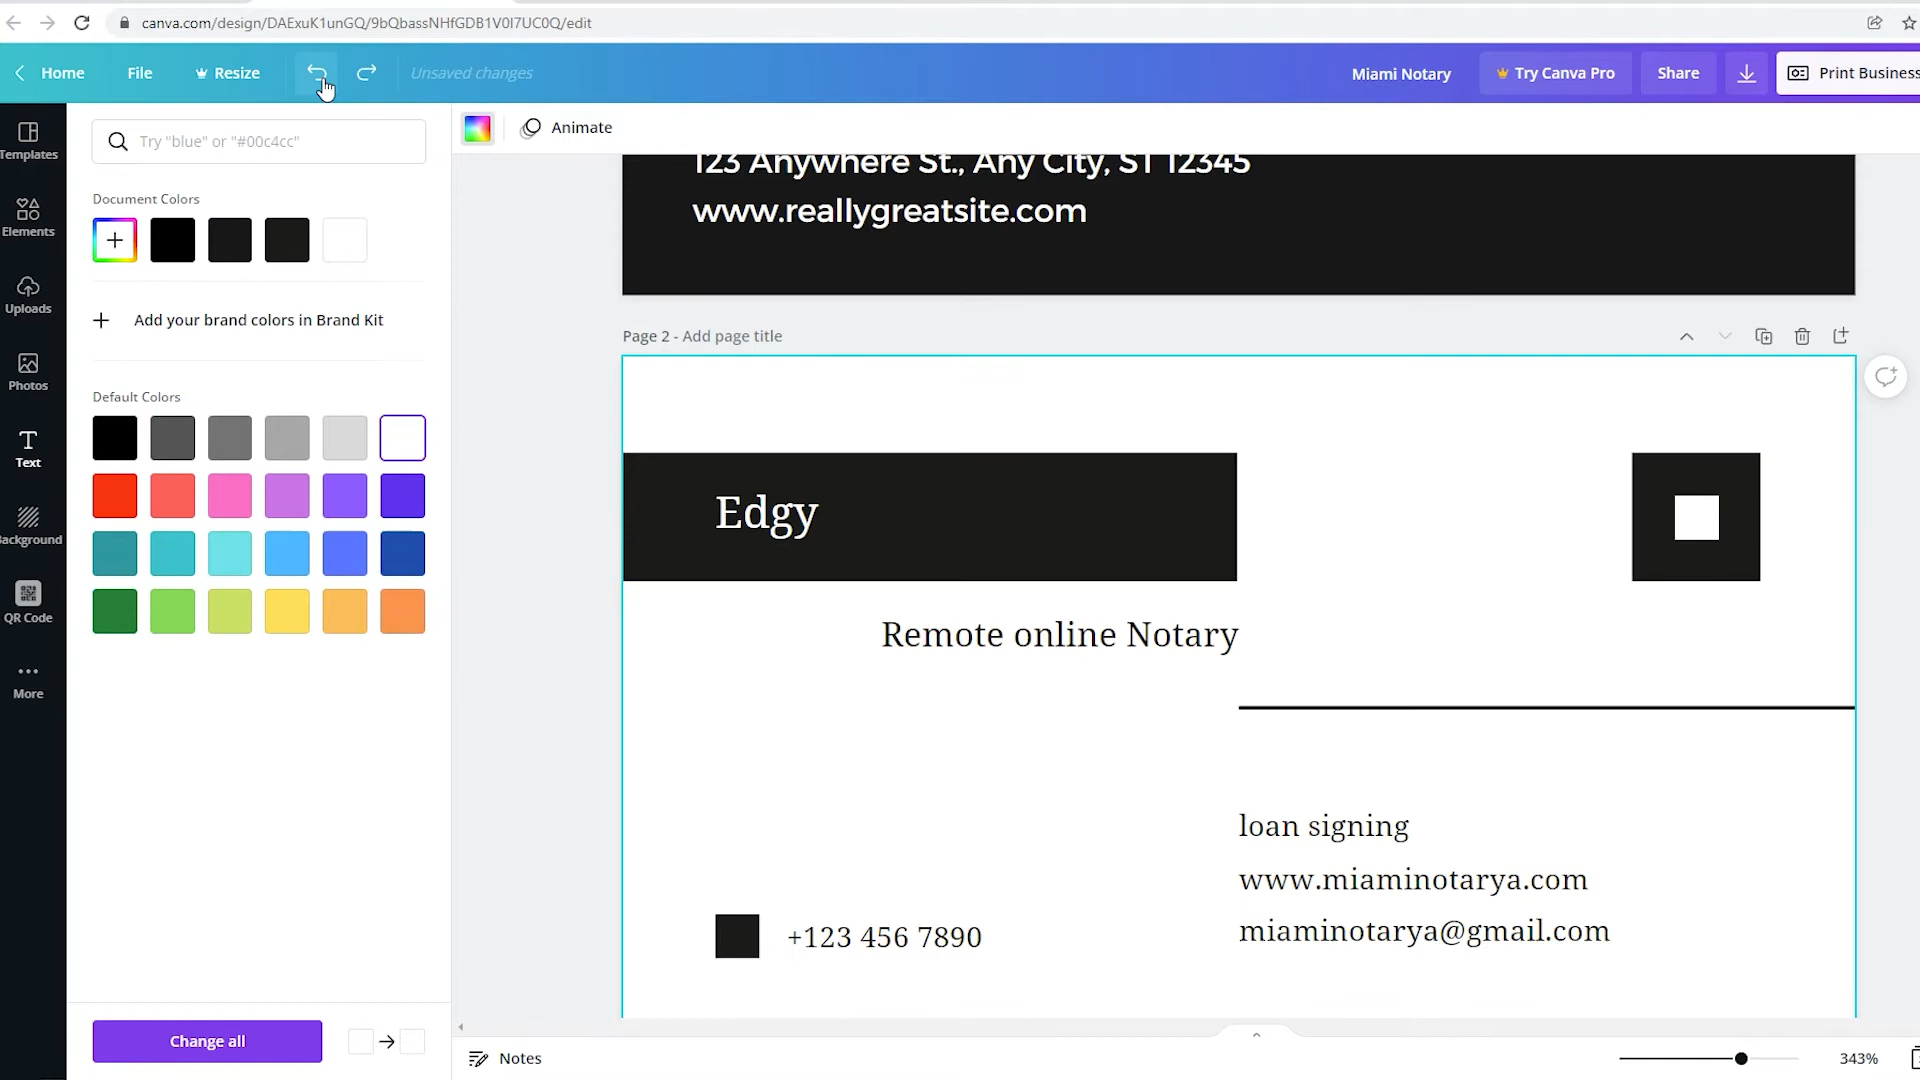 canva.com/design/DAExuK1unGQ/9bQbassNHfGDB1V0I7UC0Q/edit
Home
File
Resize
Unsaved changes
Miami Notary
Try Canva Pro
Share
Print Business
Templates
Elements
Uploads
Photos
Text
Background
QR Code
More
Try "blue" or "#00c4cc"
Document Colors
Add your brand colors in Brand Kit
Default Colors
Change all
Animate
123 Anywhere St., Any City, ST 12345
www.reallygreatsite.com
Page 2 - Add page title
Edgy
Remote online Notary
loan signing
www.miaminotarya.com
miaminotarya@gmail.com
+123 456 7890
Notes
343%